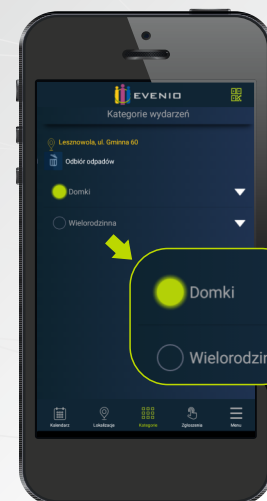 EVENIO
Kategorie wydarzeń
Lesznowola, ul. Gminna 60
Odbiór odpadów
Domki
Wielorodzinna
Domki
Wielorodzin
Kalendarz Lokalizacje Kategorie Zgłoszenia Menu